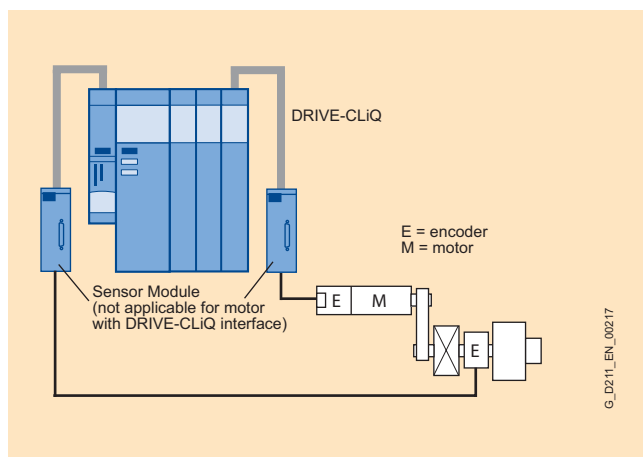 DRIVE-CLiQ
E = encoder
M = motor
Sensor Module
(not applicable for motor
with DRIVE-CLiQ interface)
E M
E
G_D211_EN_00217